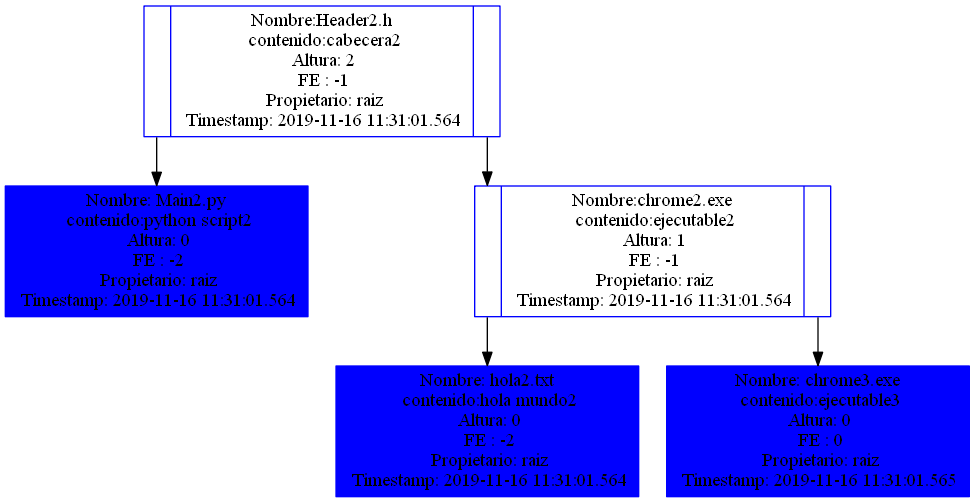 Nombre:Header2.h
contenido:cabecera2
Altura: 2
FE : -1
Propietario: raiz
Timestamp: 2019-11-16 11:31:01.564
Nombre: Main2.py
contenido:python script2
Altura: 0
FE : -2
Propietario: raiz
Timestamp: 2019-11-16 11:31:01.564
Nombre:chrome2.exe
contenido:ejecutable2
Altura: 1
FE : -1
Propietario: raiz
Timestamp: 2019-11-16 11:31:01.564
Nombre: hola2.txt
contenido:hola mundo2
Altura: 0
FE : -2
Propietario: raiz
Timestamp: 2019-11-16 11:31:01.564
Nombre: chrome3.exe
contenido:ejecutable3
Altura: 0
FE : 0
Propietario: raiz
Timestamp: 2019-11-16 11:31:01.565